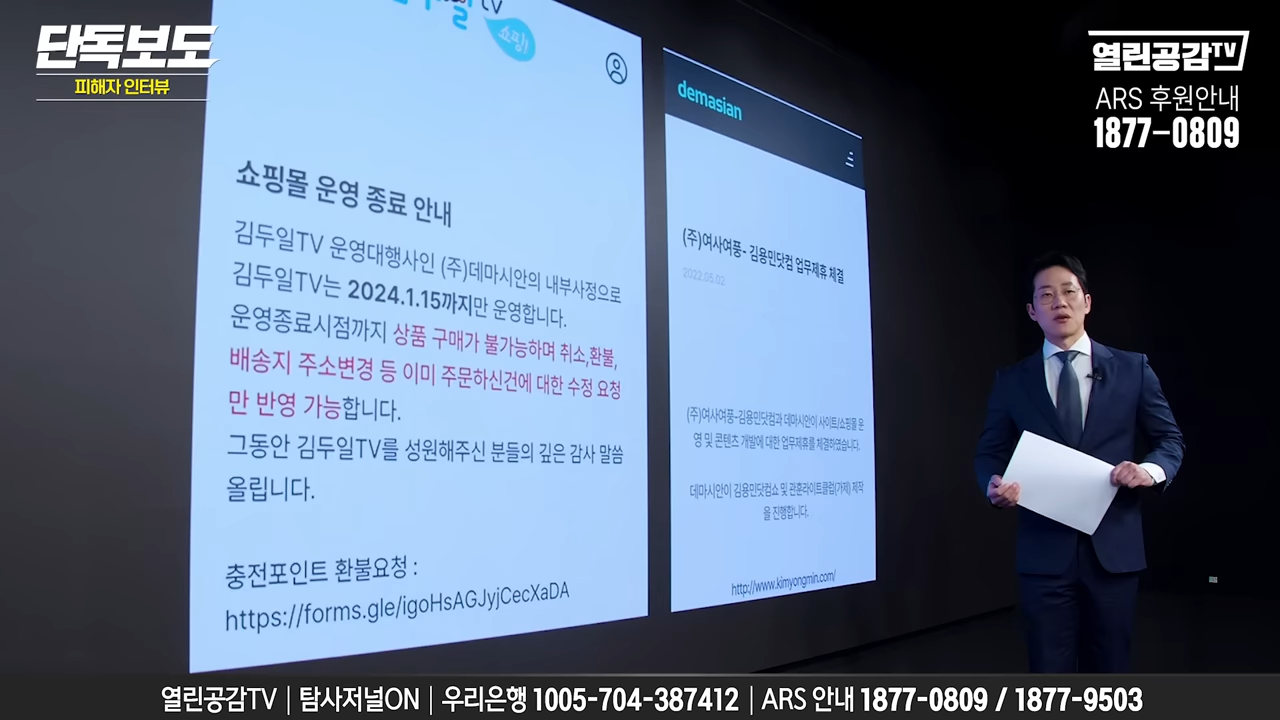 단독보도
피해자 인터뷰
열린공감TV
ARS 후원안내
1877-0809
TV
쇼핑!
쇼핑몰 운영 종료 안내
김두일TV 운영대행사인 (주)데마시안의 내부사정으로
김두일TV는 2024.1.15까지만 운영합니다.
운영종료시점까지 상품 구매가 불가능하며 취소,환불,
배송지 주소변경 등 이미 주문하신건에 대한 수정 요청
만 반영 가능합니다.
그동안 김두일TV를 성원해주신 분들의 깊은 감사 말씀
올립니다.
충전포인트 환불요청 :
https://forms.gle/igoHsAGJyjCecXaDA
demasian
(주)여사여풍- 김용민닷컴 업무제휴 체결
2022.05.02
(주)여사여풍-김용민닷컴과 데마시안이 사이트/쇼핑몰 운
영 및 콘텐츠 개발에 대한 업무제휴를 체결하였습니다.
데마시안이 김용민닷컴쇼 및 관훈라이트클럽(가제) 제작
을 진행합니다.
http://www.kimyongmin.com/
열린공감TV | 탐사저널ON | 우리은행 1005-704-387412 | ARS 안내 1877-0809 / 1877-9503